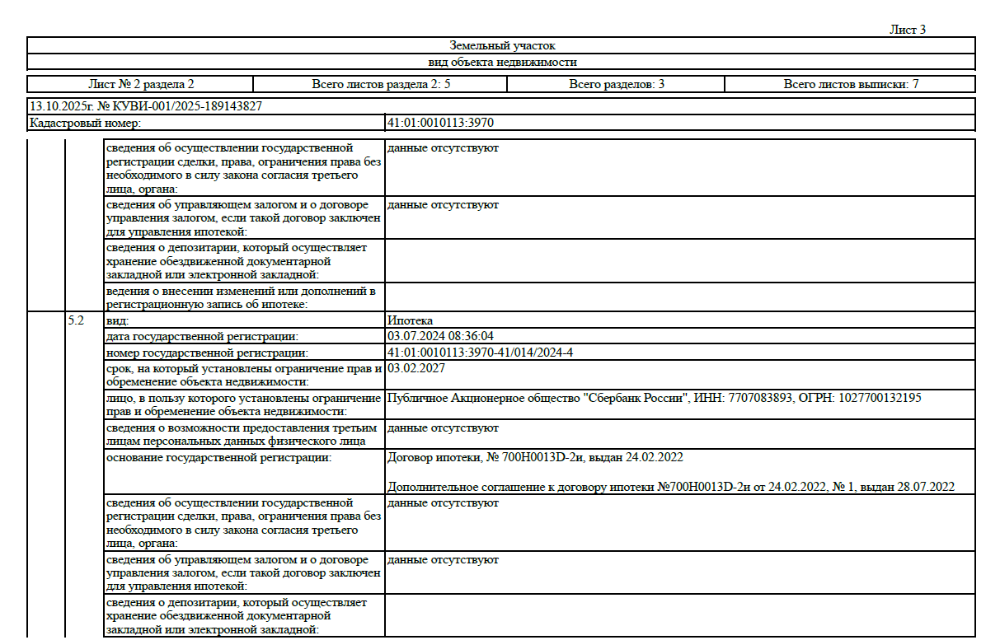 Лист 3
Земельный участок
вид объекта недвижимости
Лист № 2 раздела 2 Всего листов раздела 2: 5 Всего разделов: 3 Всего листов выписки: 7
13.10.2025г. № КУВИ-001/2025-189143827
Кадастровый номер: 41:01:0010113:3970
сведения об осуществлении государственной данные отсутствуют
регистрации сделки, права, ограничения права без
необходимого в силу закона согласия третьего
лица, органа:
сведения об управляющем залогом и о договоре данные отсутствуют
управления залогом, если такой договор заключен
для управления ипотекой:
сведения о депозитарии, который осуществляет
хранение обездвиженной документарной
закладной или электронной закладной:
ведения о внесении изменений или дополнений в
регистрационную запись об ипотеке:
5.2 вид: Ипотека
дата государственной регистрации: 03.07.2024 08:36:04
номер государственной регистрации: 41:01:0010113:3970-41/014/2024-4
срок, на который установлены ограничение прав и 03.02.2027
обременение объекта недвижимости:
лицо, в пользу которого установлены ограничение Публичное Акционерное общество "Сбербанк России", ИНН: 7707083893, ОГРН: 1027700132195
прав и обременение объекта недвижимости:
сведения о возможности предоставления третьим данные отсутствуют
лицам персональных данных физического лица
основание государственной регистрации: Договор ипотеки, № 700Н0013D-2и, выдан 24.02.2022
Дополнительное соглашение к договору ипотеки №700Н0013D-2и от 24.02.2022, № 1, выдан 28.07.2022
сведения об осуществлении государственной данные отсутствуют
регистрации сделки, права, ограничения права без
необходимого в силу закона согласия третьего
лица, органа:
сведения об управляющем залогом и о договоре данные отсутствуют
управления залогом, если такой договор заключен
для управления ипотекой:
сведения о депозитарии, который осуществляет
хранение обездвиженной документарной
закладной или электронной закладной: